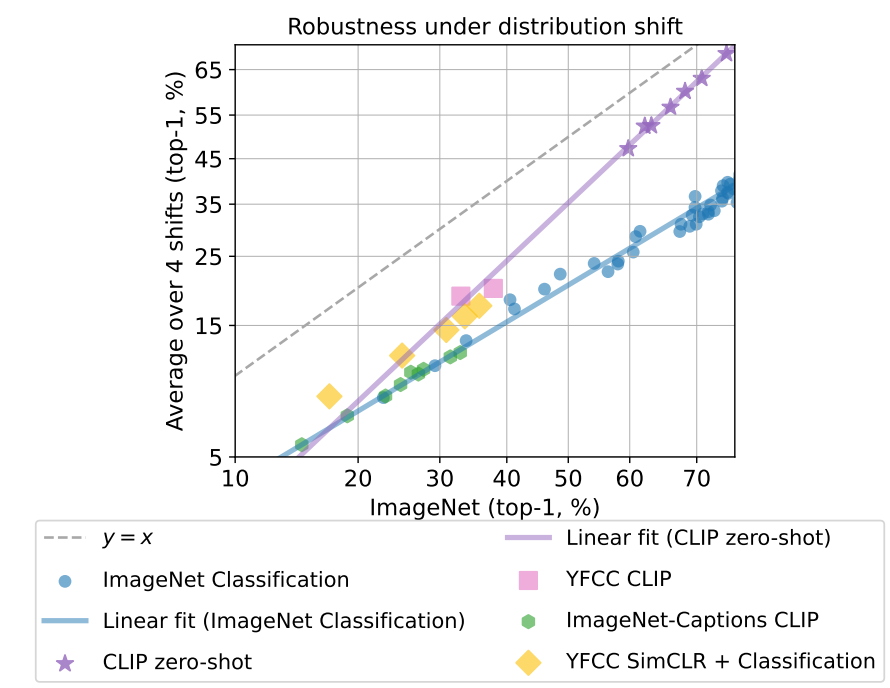 Robustness under distribution shift
Average over 4 shifts (top-1, %)
65
55
45
35
25
15
5
10 20 30 40 50 60 70
ImageNet (top-1, %)
y = x
ImageNet Classification
Linear fit (ImageNet Classification)
CLIP zero-shot
Linear fit (CLIP zero-shot)
YFCC CLIP
ImageNet-Captions CLIP
YFCC SimCLR + Classification